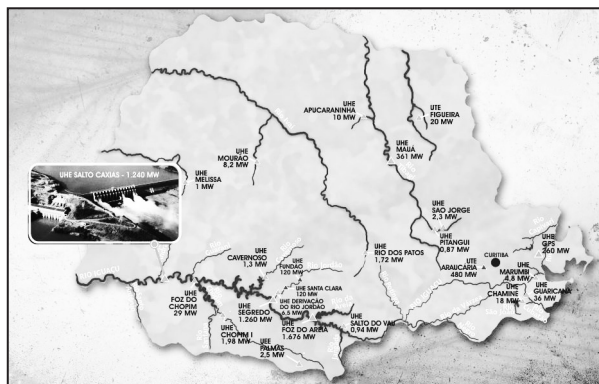 UHE
APUCARANINHA
10 MW
UTE
FIGUEIRA
20 MW
UHE
MOURÃO
8,2 MW
UHE
MAUÁ
361 MW
UHE SALTO CAXIAS - 1.240 MW
UHE
MELISSA
1 MW
UHE
SAO JORGE
2,3 MW
UHE
PITANGUI
0,87 MW
UHE
CAVERNOSO
1,3 MW
UHE
FUNDÃO
120 MW
UHE
RIO DOS PATOS
1,72 MW
UTE
ARAUCÁRIA
480 MW
CURITIBA
UHE
GPS
260 MW
UHE
MARUMBI
4,8 MW
UHE
GUARICANA
36 MW
UHE
CHAMINÉ
18 MW
UHE SANTA CLARA
120 MW
UHE DERIVAÇÃO
DO RIO JORDÃO
6,5 MW
UHE
FOZ DO
CHOPIM
29 MW
UHE
SEGREDO
1.260 MW
UHE
FOZ DO AREIA
1.676 MW
UHE
SALTO DO VAU
0,94 MW
UHE
CHOPIM I
1,98 MW
UEE
PALMAS
2,5 MW